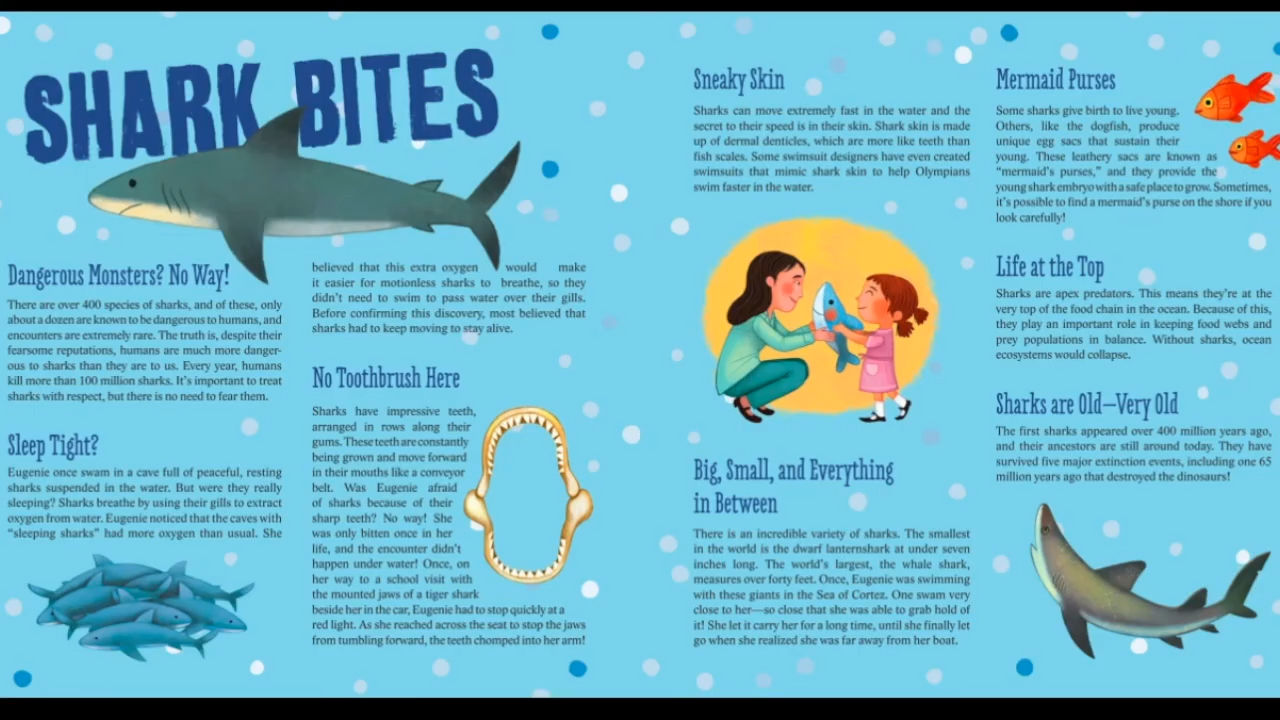 SHARK BITES
Dangerous Monsters? No Way!
There are over 400 species of sharks, and of these, only
about a dozen are known to be dangerous to humans, and
encounters are extremely rare. The truth is, despite their
fearsome reputations, humans are much more danger-
ous to sharks than they are to us. Every year, humans
kill more than 100 million sharks. It's important to treat
sharks with respect, but there is no need to fear them.
Sleep Tight?
Eugenie once swam in a cave full of peaceful, resting
sharks suspended in the water. But were they really
sleeping? Sharks breathe by using their gills to extract
oxygen from water. Eugenie noticed that the caves with
“sleeping sharks” had more oxygen than usual. She
believed that this extra oxygen would make
it easier for motionless sharks to breathe, so they
didn't need to swim to pass water over their gills.
Before confirming this discovery, most believed that
sharks had to keep moving to stay alive.
No Toothbrush Here
Sharks have impressive teeth,
arranged in rows along their
gums. These teeth are constantly
being grown and move forward
in their mouths like a conveyor
belt. Was Eugenie afraid
of sharks because of their
sharp teeth? No way! She
was only bitten once in her
life, and the encounter didn't
happen under water! Once, on
her way to a school visit with
the mounted jaws of a tiger shark
beside her in the car, Eugenie had to stop quickly at a
red light. As she reached across the seat to stop the jaws
from tumbling forward, the teeth chomped into her arm!
Sneaky Skin
Sharks can move extremely fast in the water and the
secret to their speed is in their skin. Shark skin is made
up of dermal denticles, which are more like teeth than
fish scales. Some swimsuit designers have even created
swimsuits that mimic shark skin to help Olympians
swim faster in the water.
Big, Small, and Everything
in Between
There is an incredible variety of sharks. The smallest
in the world is the dwarf lanternshark at under seven
inches long. The world's largest, the whale shark,
measures over forty feet. Once, Eugenie was swimming
with these giants in the Sea of Cortez. One swam very
close to her—so close that she was able to grab hold of
it! She let it carry her for a long time, until she finally let
go when she realized she was far away from her boat.
Mermaid Purses
Some sharks give birth to live young.
Others, like the dogfish, produce
unique egg sacs that sustain their
young. These leathery sacs are known as
“mermaid's purses,” and they provide the
young shark embryo with a safe place to grow. Sometimes,
it's possible to find a mermaid's purse on the shore if you
look carefully!
Life at the Top
Sharks are apex predators. This means they're at the
very top of the food chain in the ocean. Because of this,
they play an important role in keeping food webs and
prey populations in balance. Without sharks, ocean
ecosystems would collapse.
Sharks are Old—Very Old
The first sharks appeared over 400 million years ago,
and their ancestors are still around today. They have
survived five major extinction events, including one 65
million years ago that destroyed the dinosaurs!